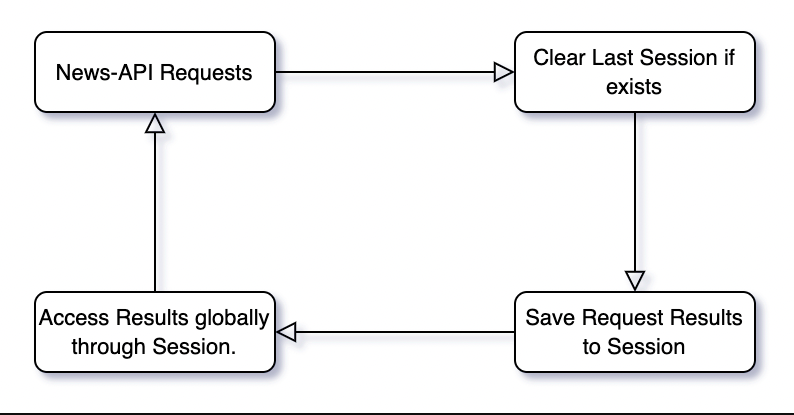 News-API Requests
Clear Last Session if
exists
Access Results globally
through Session.
Save Request Results
to Session